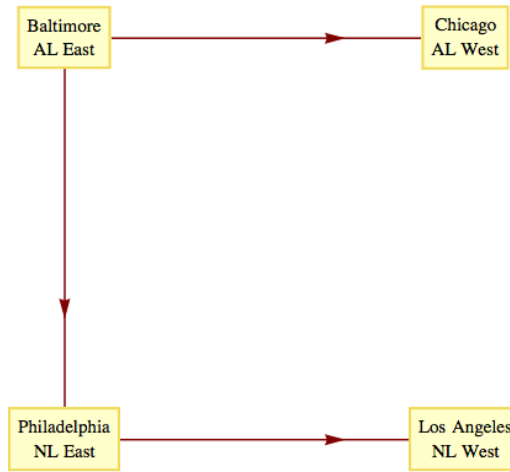 Baltimore
AL East
Chicago
AL West
Philadelphia
NL East
Los Angeles
NL West